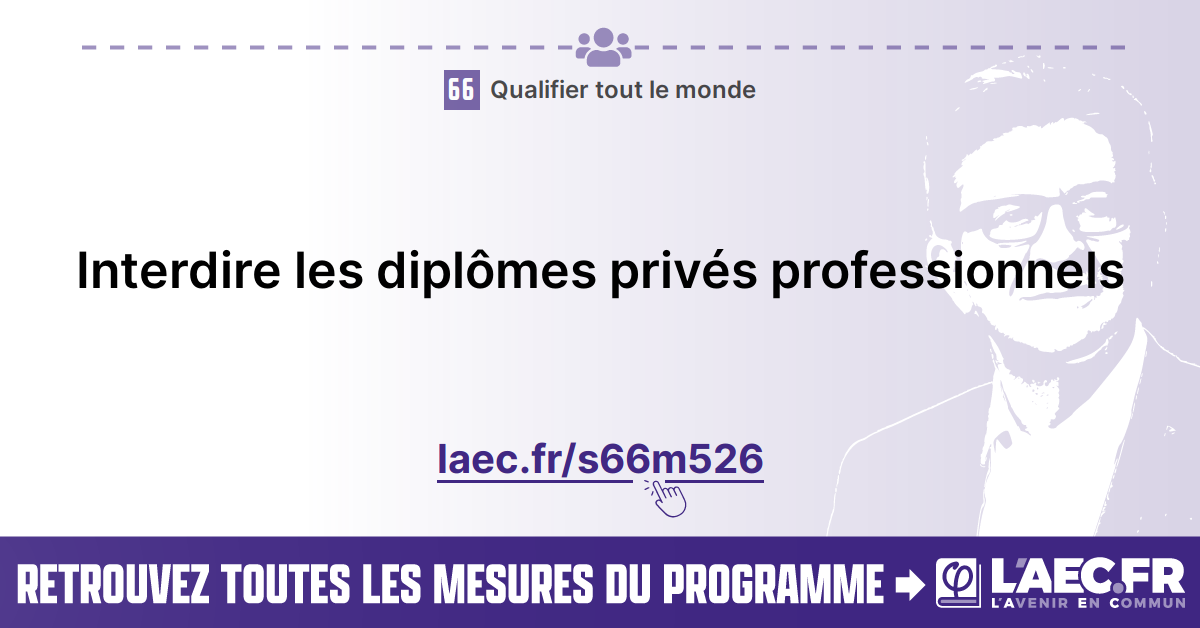 66 Qualifier tout le monde
Interdire les diplômes privés professionnels
laec.fr/s66m526
RETROUVEZ TOUTES LES MESURES DU PROGRAMME
φ L'AEC.FR
L'AVENIR EN COMMUN